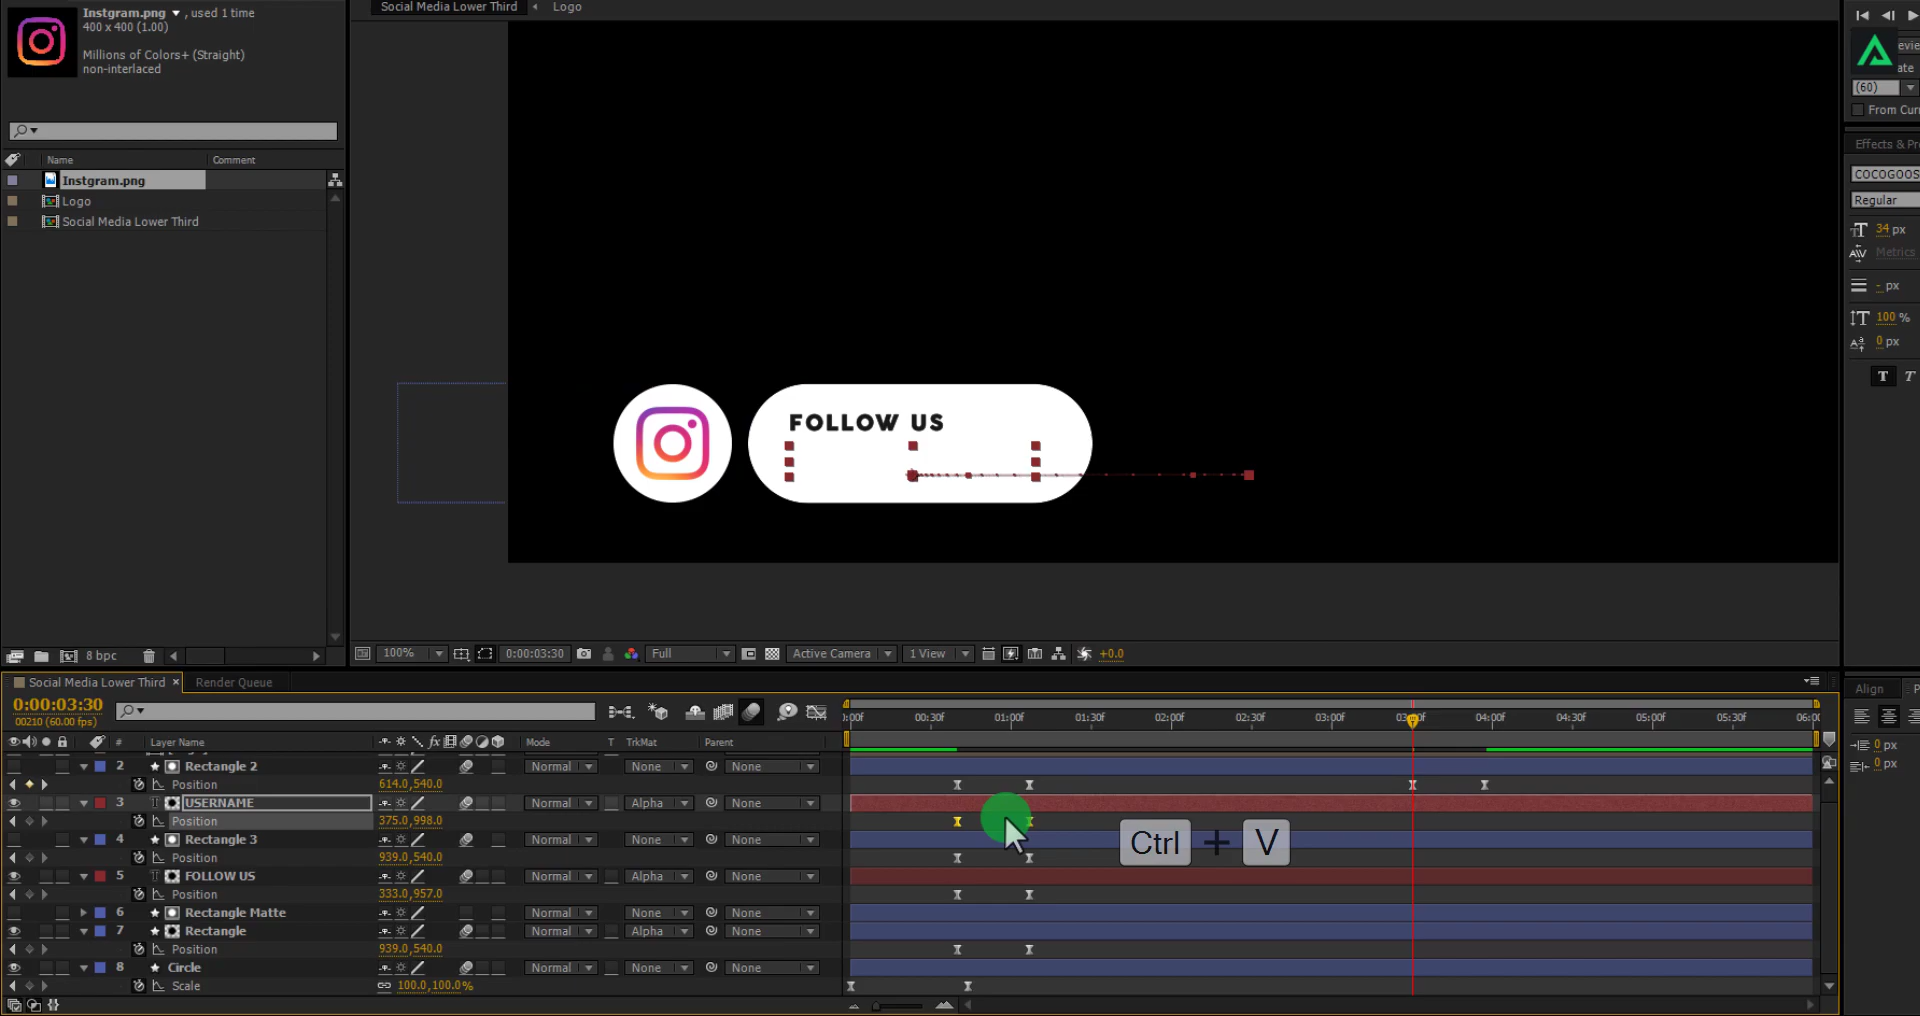 Instgram.png ▼ , used 1 time
400 x 400 (1.00)
Millions of Colors+ (Straight)
non-interlaced
Social Media Lower Third
Logo
(60)
From Cur
Effects & Pr
COCOGOOS
Regular
34 px
Metrics
- px
100 %
0 px
T T
Name Comment
Instgram.png
Logo
Social Media Lower Third
FOLLOW US
8 bpc
100% 0:00:03:30 Full Active Camera 1 View +0.0
Social Media Lower Third × Render Queue
Align
0:00:03:30
00210 (60.00 fps)
:00f 00:30f 01:00f 01:30f 02:00f 02:30f 03:00f 04:00f 04:30f 05:00f 05:30f 06:00
# Layer Name Mode T TrkMat Parent
0 px
0 px
2 Rectangle 2 Normal None None
Position 614.0,540.0
3 USERNAME Normal Alpha None
Position 375.0,998.0
4 Rectangle 3 Normal None None
Position 939.0,540.0
5 FOLLOW US Normal Alpha None
Position 333.0,957.0
6 Rectangle Matte Normal None None
7 Rectangle Normal Alpha None
Position 939.0,540.0
8 Circle Normal None None
Scale 100.0,100.0%
Ctrl + V